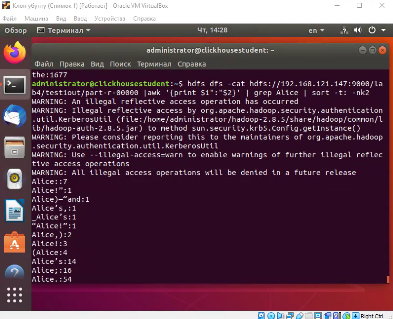 Клон убунту (Снимок 1) [Работает] - Oracle VM VirtualBox
Файл Машина Вид Ввод Устройства Справка
Обзор Терминал Чт, 14:28 en
administrator@clickhousestudent: ~
Файл Правка Вид Поиск Терминал Справка
the:1677
administrator@clickhousestudent:~$ hdfs dfs -cat hdfs://192.168.121.147:9000/la
b4/testiout/part-r-00000 |awk '{print $1":"$2}' | grep Alice | sort -t: -nk2
WARNING: An illegal reflective access operation has occurred
WARNING: Illegal reflective access by org.apache.hadoop.security.authentication
.util.KerberosUtil (file:/home/administrator/hadoop-2.8.5/share/hadoop/common/l
ib/hadoop-auth-2.8.5.jar) to method sun.security.krb5.Config.getInstance()
WARNING: Please consider reporting this to the maintainers of org.apache.hadoop
.security.authentication.util.KerberosUtil
WARNING: Use --illegal-access=warn to enable warnings of further illegal reflec
tive access operations
WARNING: All illegal access operations will be denied in a future release
Alice::7
Alice!":1
Alice)—"and:1
Alice's,:1
_Alice's:1
"Alice!":1
Alice,):2
Alice!:3
(Alice:4
Alice's:14
Alice;:16
Alice.:54
Right Ctrl